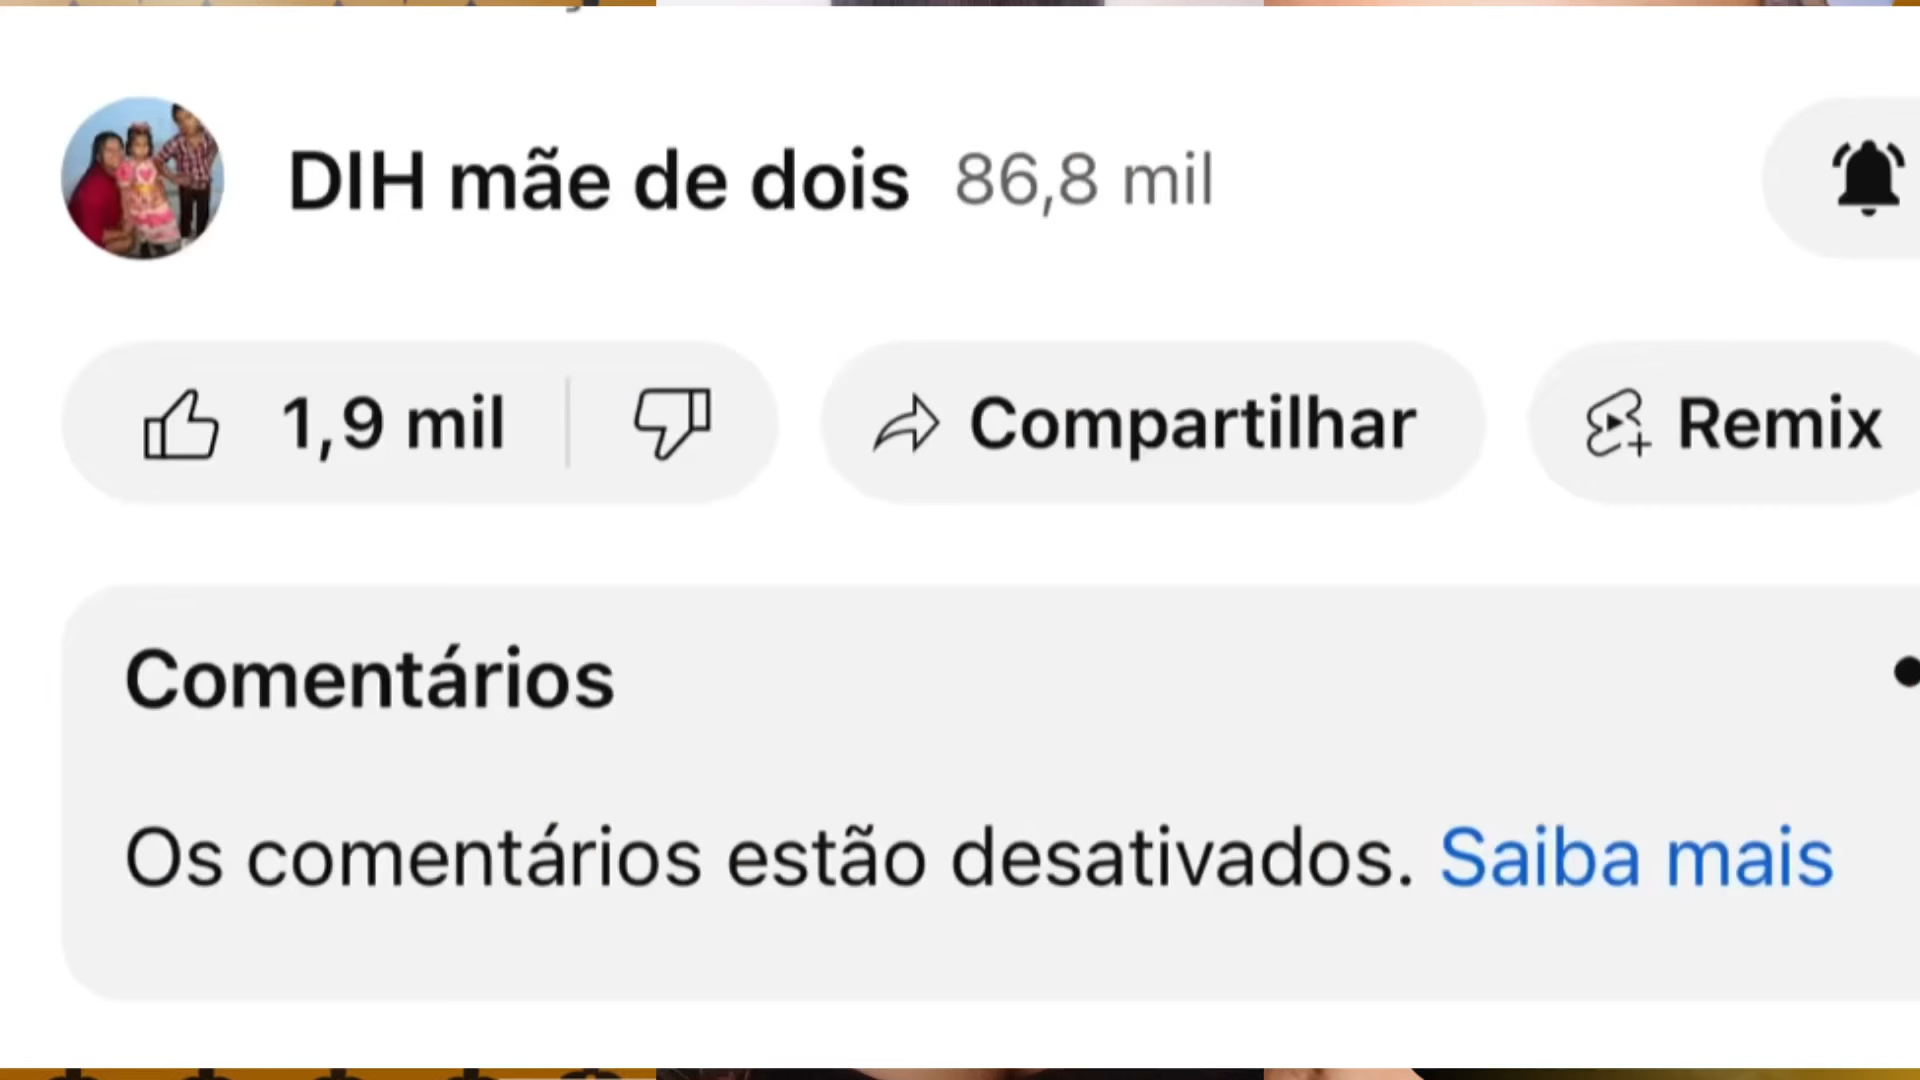 DIH mãe de dois 86,8 mil
1,9 mil Compartilhar Remix
Comentários
Os comentários estão desativados. Saiba mais